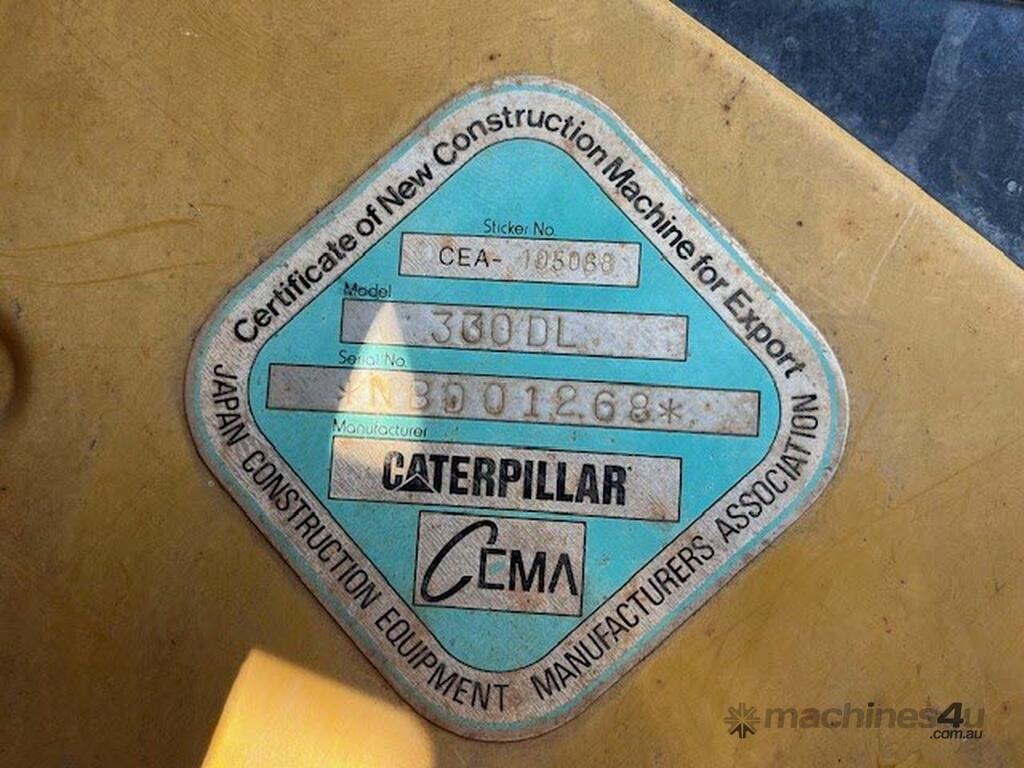 Certificate of New Construction Machine for Export
Sticker No.
CEA- 105068
Model
330DL
Serial No.
*NBD01268*
Manufacturer
CATERPILLAR
CEMA
JAPAN CONSTRUCTION EQUIPMENT MANUFACTURERS ASSOCIATION
machines4u
.com.au